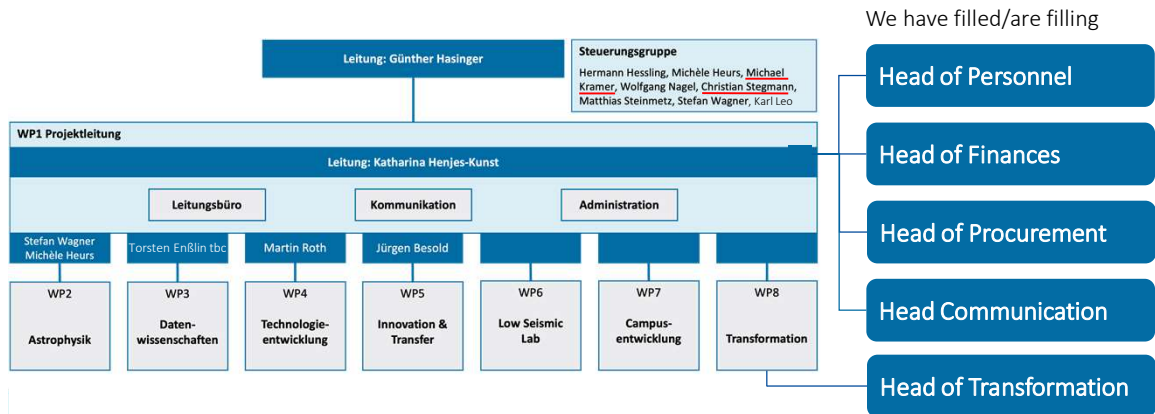 We have filled/are filling
Leitung: Günther Hasinger
Steuerungsgruppe
Hermann Hessling, Michèle Heurs, Michael
Kramer, Wolfgang Nagel, Christian Stegmann,
Matthias Steinmetz, Stefan Wagner, Karl Leo
WP1 Projektleitung
Leitung: Katharina Henjes-Kunst
Leitungsbüro
Kommunikation
Administration
Stefan Wagner
Michèle Heurs
Torsten Enßlin tbc
Martin Roth
Jürgen Besold
WP2
Astrophysik
WP3
Daten-
wissenschaften
WP4
Technologie-
entwicklung
WP5
Innovation &
Transfer
WP6
Low Seismic
Lab
WP7
Campus-
entwicklung
WP8
Transformation
Head of Personnel
Head of Finances
Head of Procurement
Head Communication
Head of Transformation